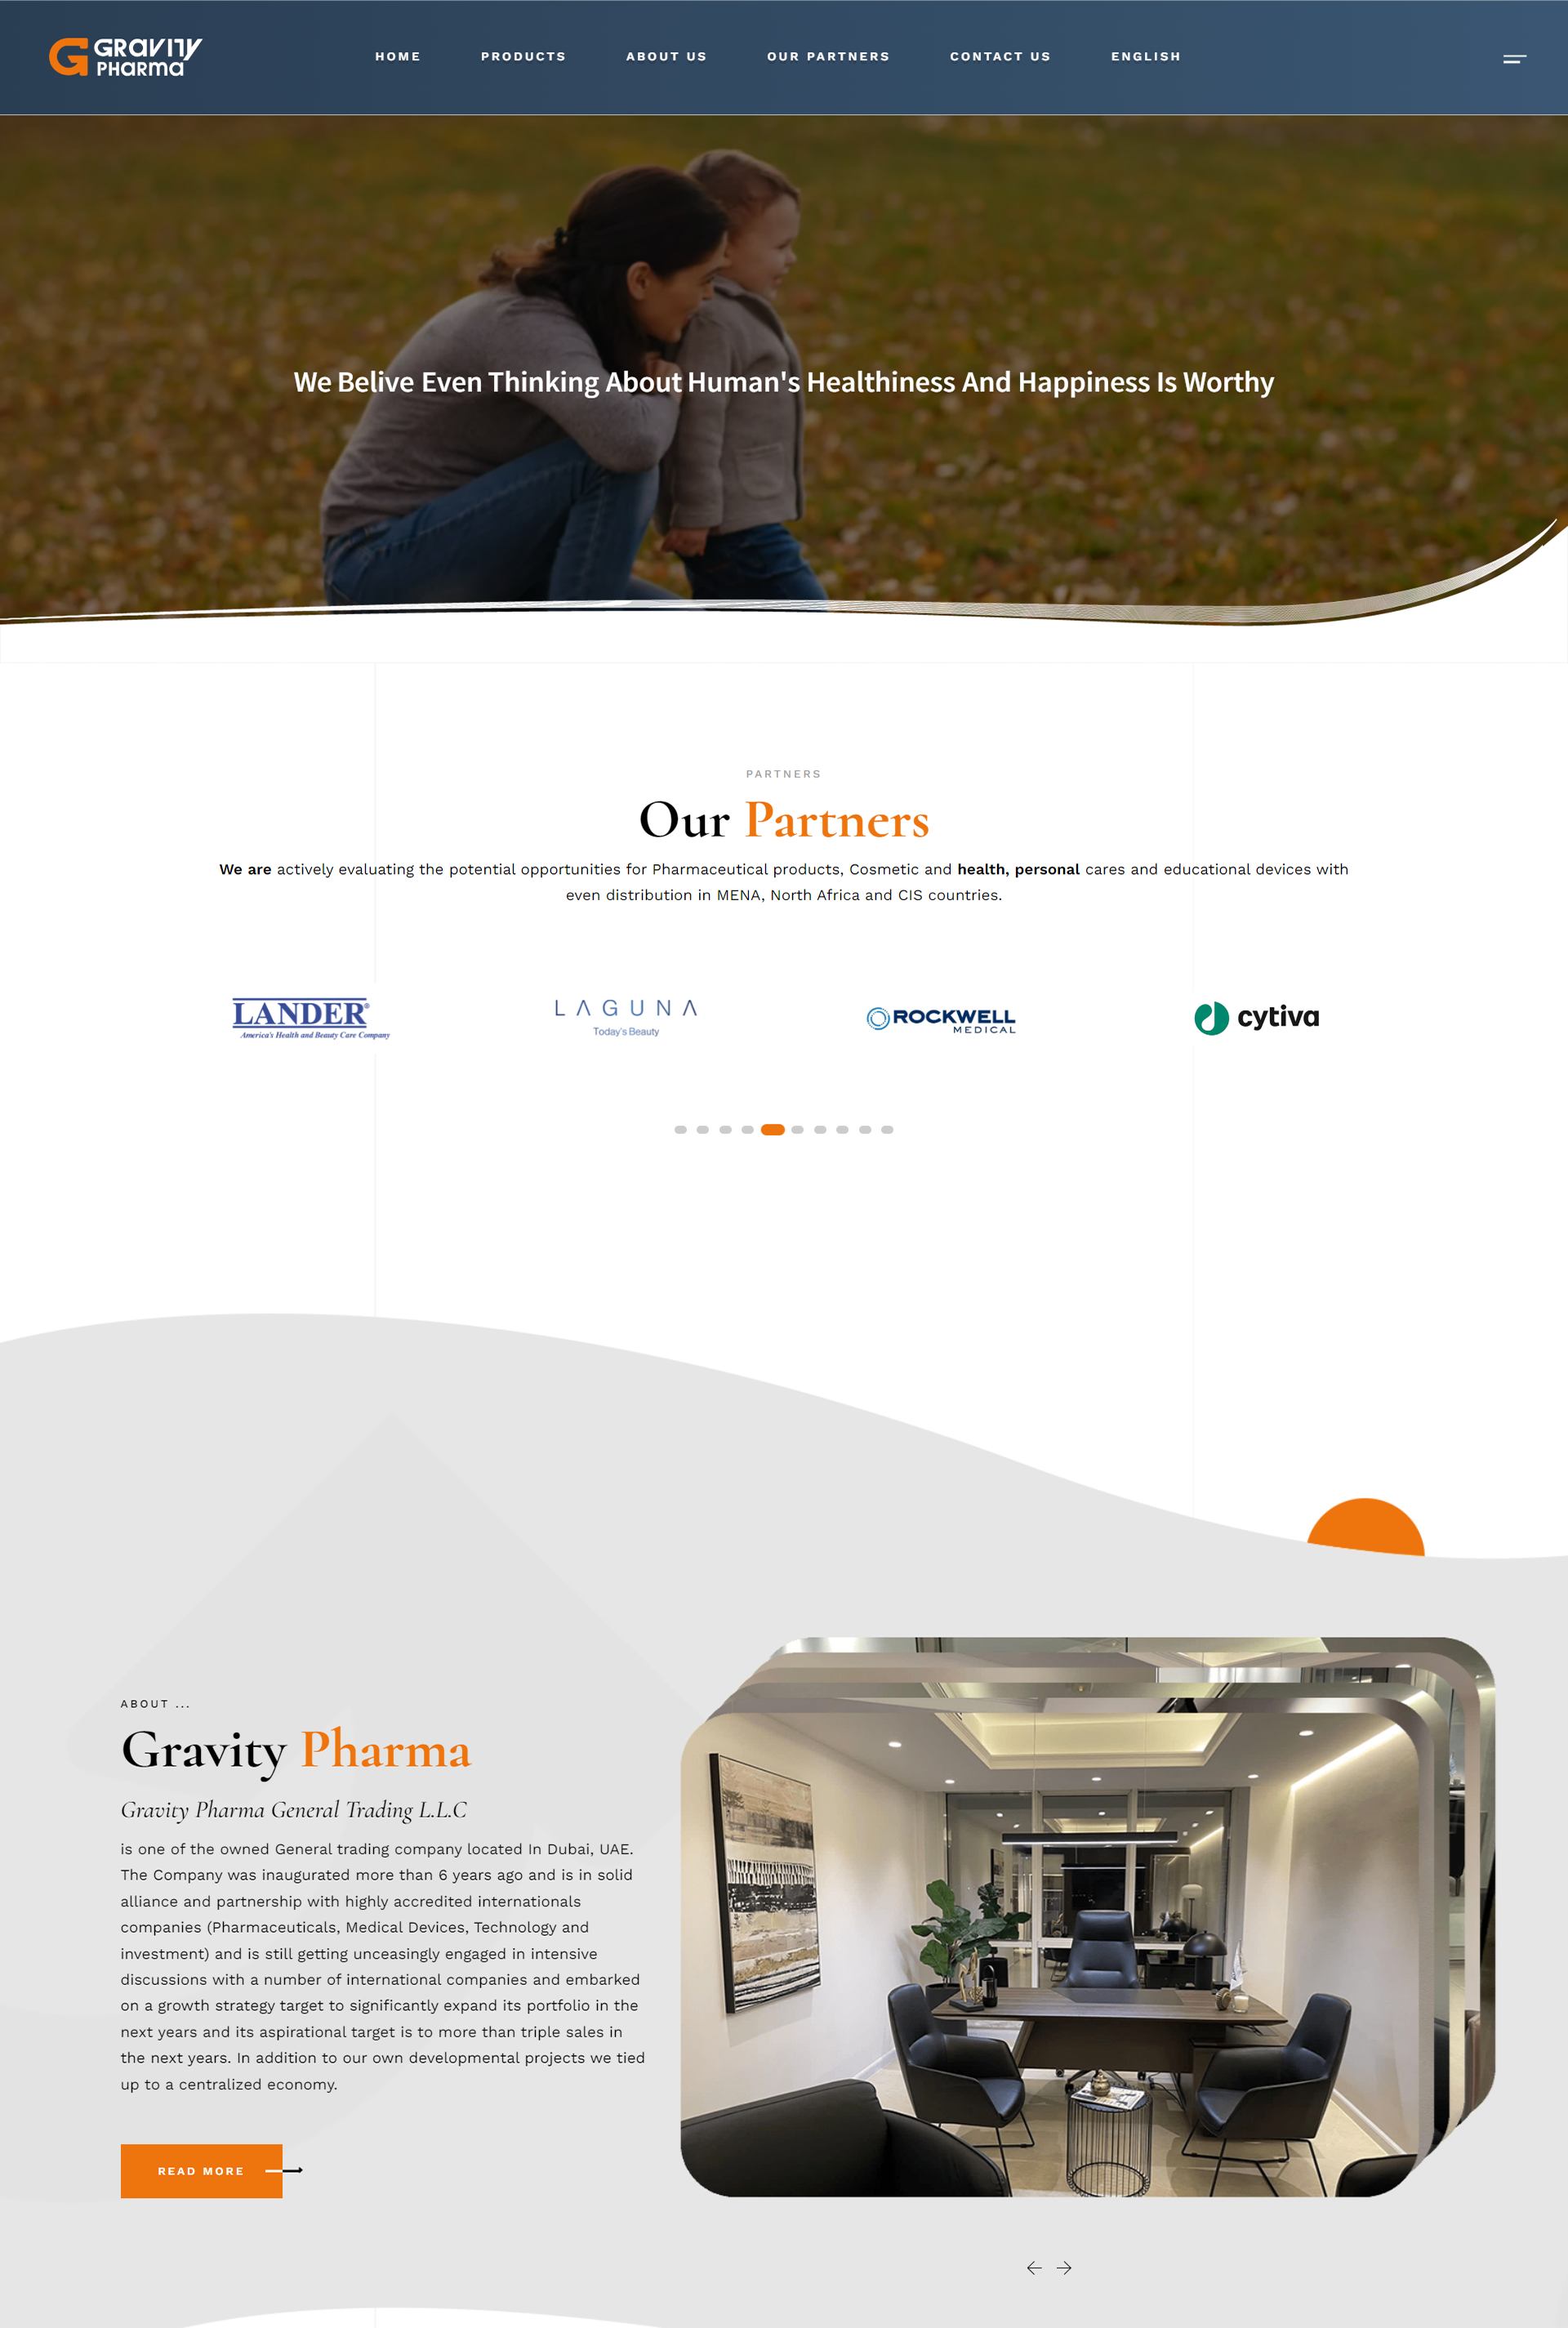 GRAVITY
PHARMA
HOME
PRODUCTS
ABOUT US
OUR PARTNERS
CONTACT US
ENGLISH
We Belive Even Thinking About Human's Healthiness And Happiness Is Worthy
PARTNERS
Our Partners
We are actively evaluating the potential opportunities for Pharmaceutical products, Cosmetic and health, personal cares and educational devices with
even distribution in MENA, North Africa and CIS countries.
LANDER®
America's Health and Beauty Care Company
LAGUNA
Today's Beauty
ROCKWELL
MEDICAL
cytiva
ABOUT ...
Gravity Pharma
Gravity Pharma General Trading L.L.C
is one of the owned General trading company located In Dubai, UAE.
The Company was inaugurated more than 6 years ago and is in solid
alliance and partnership with highly accredited internationals
companies (Pharmaceuticals, Medical Devices, Technology and
investment) and is still getting unceasingly engaged in intensive
discussions with a number of international companies and embarked
on a growth strategy target to significantly expand its portfolio in the
next years and its aspirational target is to more than triple sales in
the next years. In addition to our own developmental projects we tied
up to a centralized economy.
READ MORE